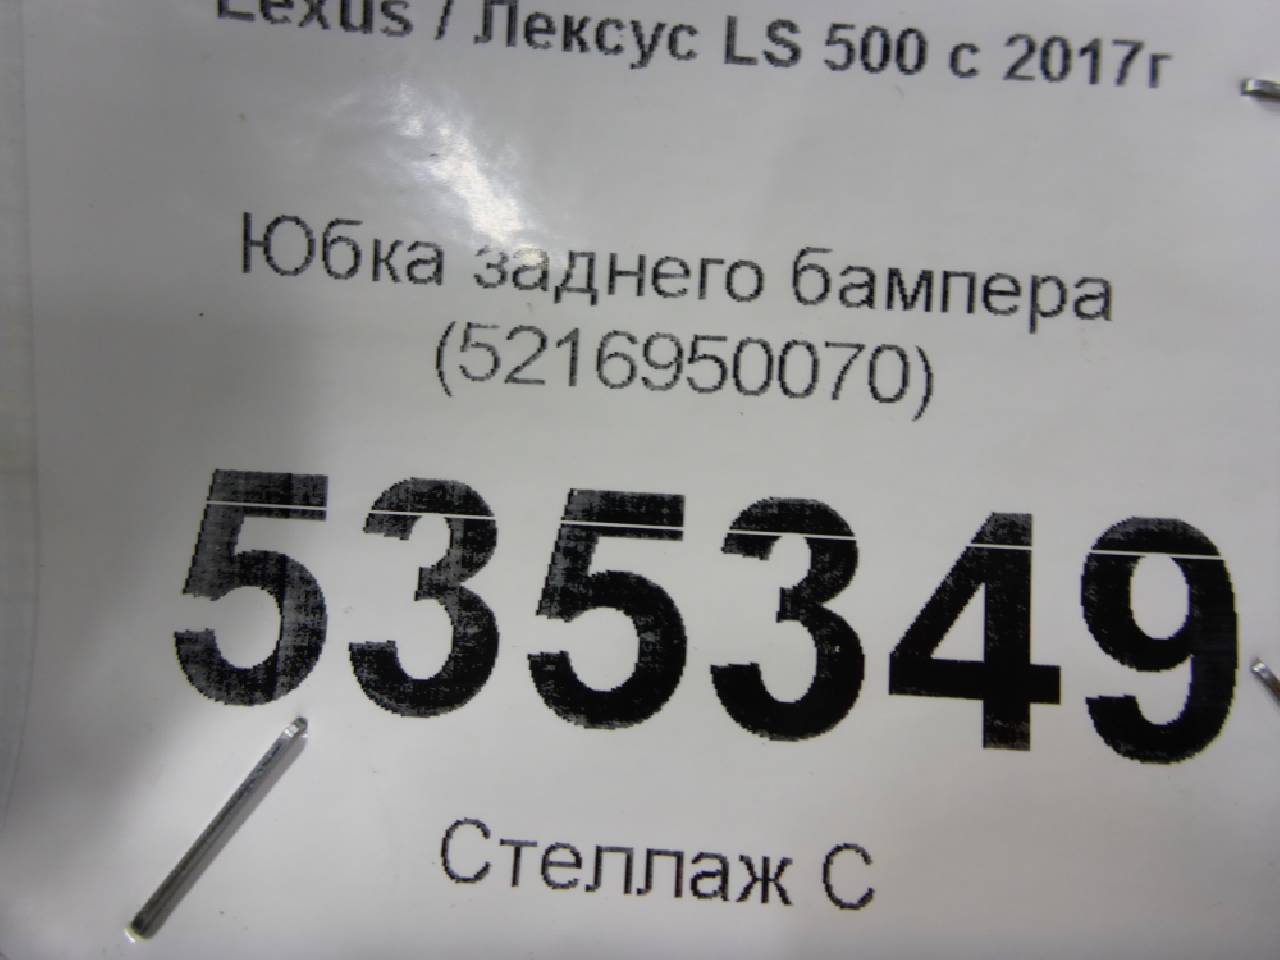 Lexus / Лексус LS 500 с 2017г
Юбка заднего бампера
(5216950070)
535349
Стеллаж С